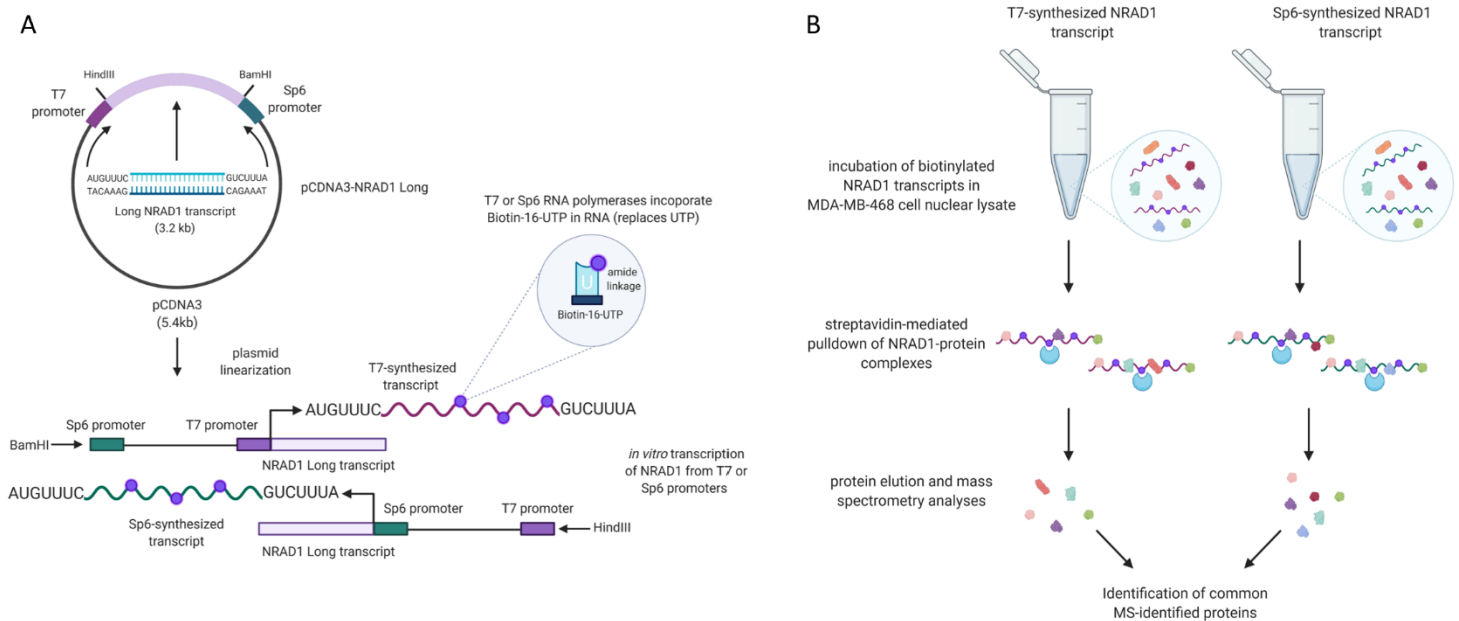 A
HindIII
BamHI
T7
promoter
Sp6
promoter
AUGUUUC
GUCUUUA
TACAAAG
CAGAAAT
Long NRAD1 transcript
(3.2 kb)
pCDNA3-NRAD1 Long
pCDNA3
(5.4kb)
plasmid
linearization
T7 or Sp6 RNA polymerases incoporate
Biotin-16-UTP in RNA (replaces UTP)
U
amide
linkage
Biotin-16-UTP
T7-synthesized
transcript
AUGUUUC
GUCUUUA
Sp6 promoter
T7 promoter
BamHI
NRAD1 Long transcript
in vitro transcription
of NRAD1 from T7 or
Sp6 promoters
AUGUUUC
GUCUUUA
Sp6-synthesized
transcript
Sp6 promoter
T7 promoter
HindIII
NRAD1 Long transcript
B
T7-synthesized NRAD1
transcript
Sp6-synthesized NRAD1
transcript
incubation of biotinylated
NRAD1 transcripts in
MDA-MB-468 cell nuclear lysate
streptavidin-mediated
pulldown of NRAD1-protein
complexes
protein elution and mass
spectrometry analyses
Identification of common
MS-identified proteins